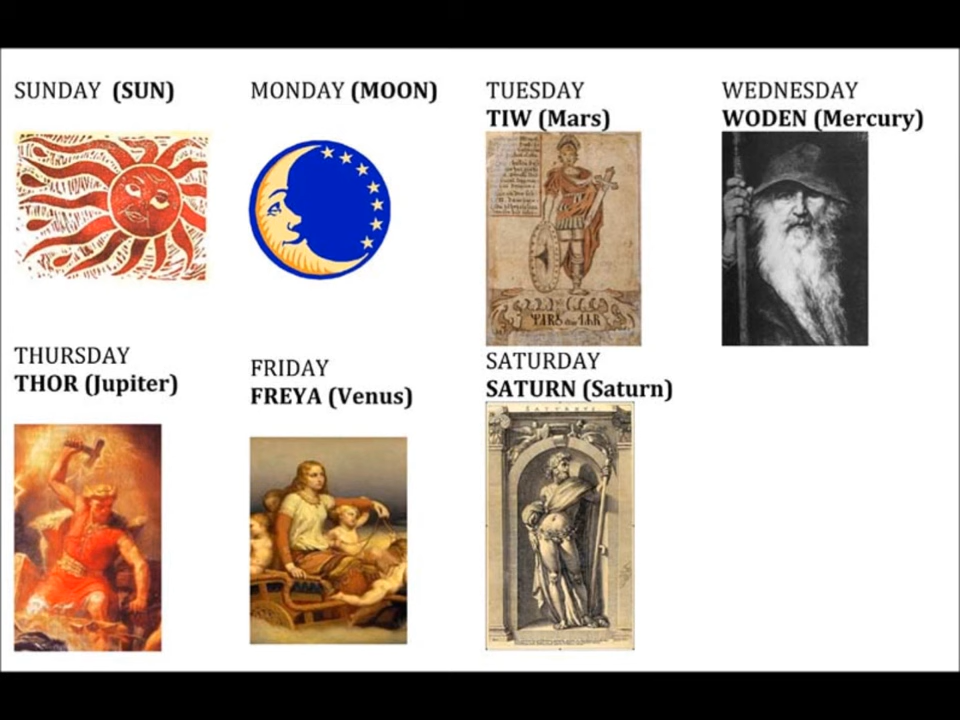 SUNDAY (SUN)
MONDAY (MOON)
TUESDAY
TIW (Mars)
WEDNESDAY
WODEN (Mercury)
THURSDAY
THOR (Jupiter)
FRIDAY
FREYA (Venus)
SATURDAY
SATURN (Saturn)